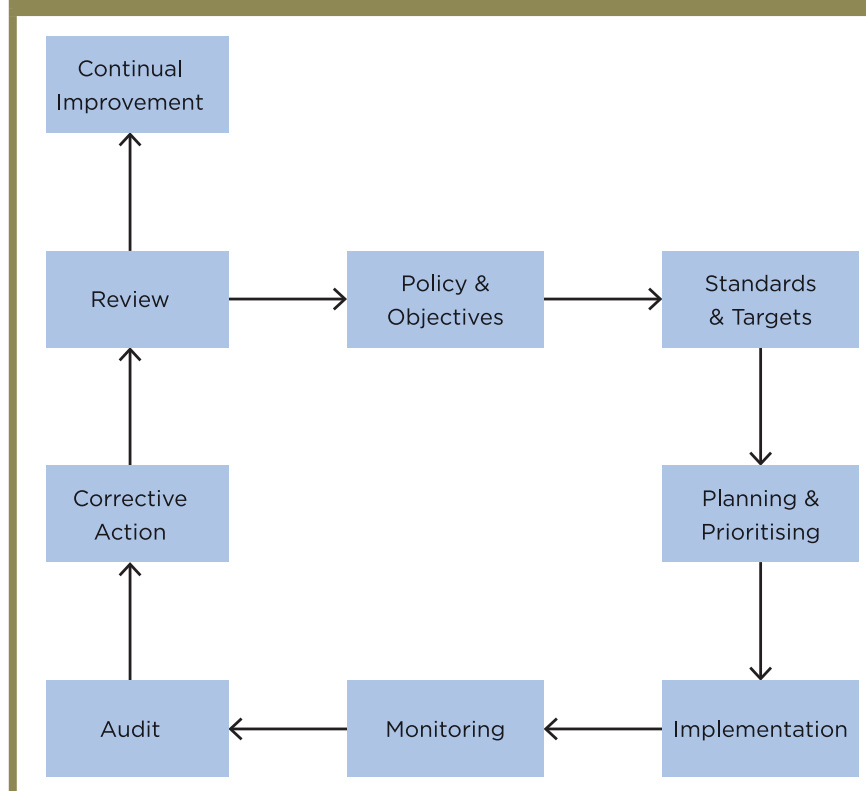 Continual
Improvement
Review
Policy &
Objectives
Standards
& Targets
Corrective
Action
Planning &
Prioritising
Audit
Monitoring
Implementation